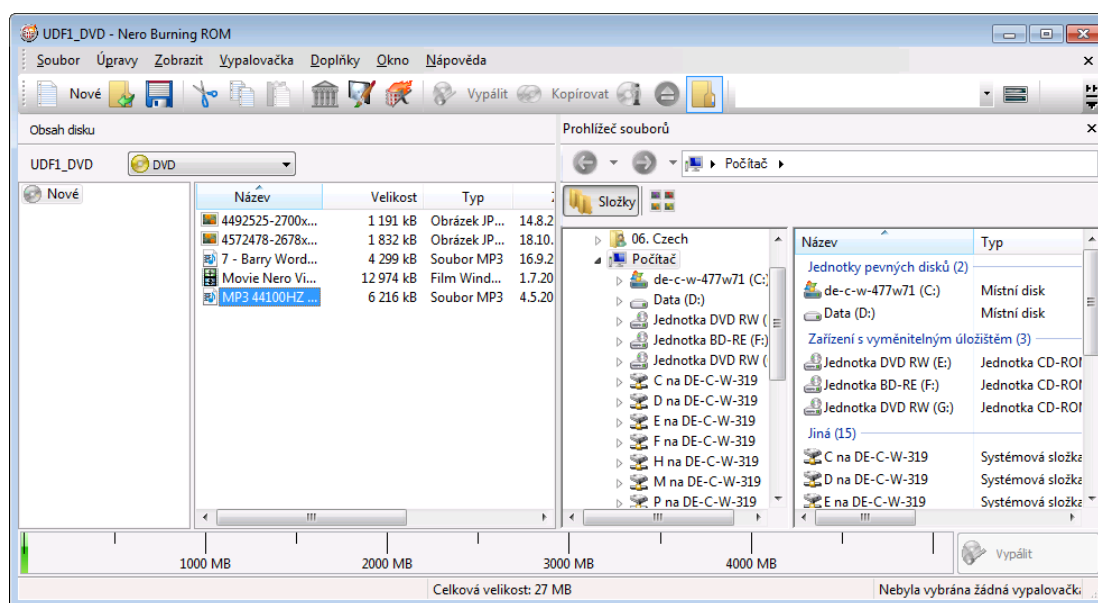 UDF1_DVD - Nero Burning ROM
Soubor Úpravy Zobrazit Vypalovačka Doplňky Okno Nápověda
Nové Vypálit Kopírovat
Obsah disku
UDF1_DVD DVD
Nové
Název Velikost Typ
4492525-2700x... 1 191 kB Obrázek JP... 14.8.2
4572478-2678x... 1 832 kB Obrázek JP... 18.10.
7 - Barry Word... 4 299 kB Soubor MP3 16.9.2
Movie Nero Vi... 12 974 kB Film Wind... 1.7.20
MP3 44100HZ ... 6 216 kB Soubor MP3 4.5.20
Prohlížeč souborů
Počítač
Složky
06. Czech
Počítač
de-c-w-477w71 (C:)
Data (D:)
Jednotka DVD RW (
Jednotka BD-RE (F:)
Jednotka DVD RW (
C na DE-C-W-319
D na DE-C-W-319
E na DE-C-W-319
F na DE-C-W-319
H na DE-C-W-319
M na DE-C-W-319
P na DE-C-W-319
Název Typ
Jednotky pevných disků (2)
de-c-w-477w71 (C:) Místní disk
Data (D:) Místní disk
Zařízení s vyměnitelným úložištěm (3)
Jednotka DVD RW (E:) Jednotka CD-RO
Jednotka BD-RE (F:) Jednotka CD-RO
Jednotka DVD RW (G:) Jednotka CD-RO
Jiná (15)
C na DE-C-W-319 Systémová složka
D na DE-C-W-319 Systémová složka
E na DE-C-W-319 Systémová složka
1000 MB 2000 MB 3000 MB 4000 MB
Vypálit
Celková velikost: 27 MB Nebyla vybrána žádná vypalovačk